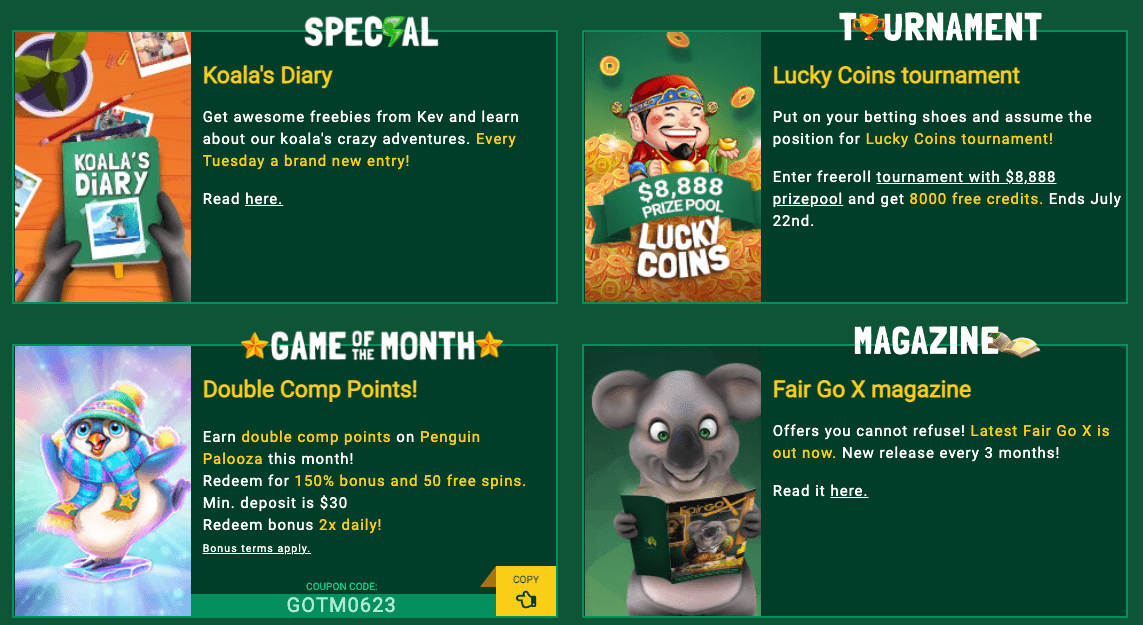 SPECIAL
KOALA'S
DIARY
Koala's Diary
Get awesome freebies from Kev and learn
about our koala's crazy adventures. Every
Tuesday a brand new entry!
Read here.
TOURNAMENT
$8,888
PRIZE POOL
LUCKY
COINS
Lucky Coins tournament
Put on your betting shoes and assume the
position for Lucky Coins tournament!
Enter freeroll tournament with $8,888
prizepool and get 8000 free credits. Ends July
22nd.
GAME OF THE MONTH
Double Comp Points!
Earn double comp points on Penguin
Palooza this month!
Redeem for 150% bonus and 50 free spins.
Min. deposit is $30
Redeem bonus 2x daily!
Bonus terms apply.
COUPON CODE:
GOTM0623
COPY
MAGAZINE
FairGo X
Fair Go X magazine
Offers you cannot refuse! Latest Fair Go X is
out now. New release every 3 months!
Read it here.